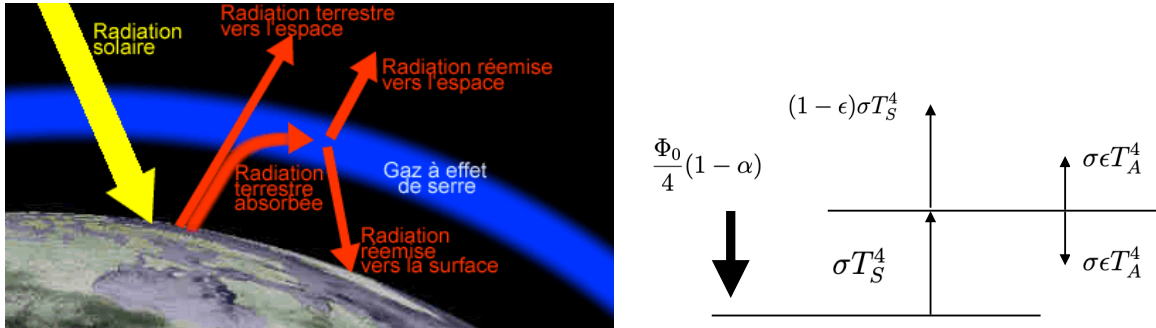 Radiation
solaire
Radiation terrestre
vers l'espace
Radiation réemise
vers l'espace
Gaz à effet
de serre
Radiation
terrestre
absorbée
Radiation
réemise
vers la surface
(1 − ϵ)σT_S^4
Φ_0/4 (1 − α)
σϵT_A^4
σT_S^4
σϵT_A^4